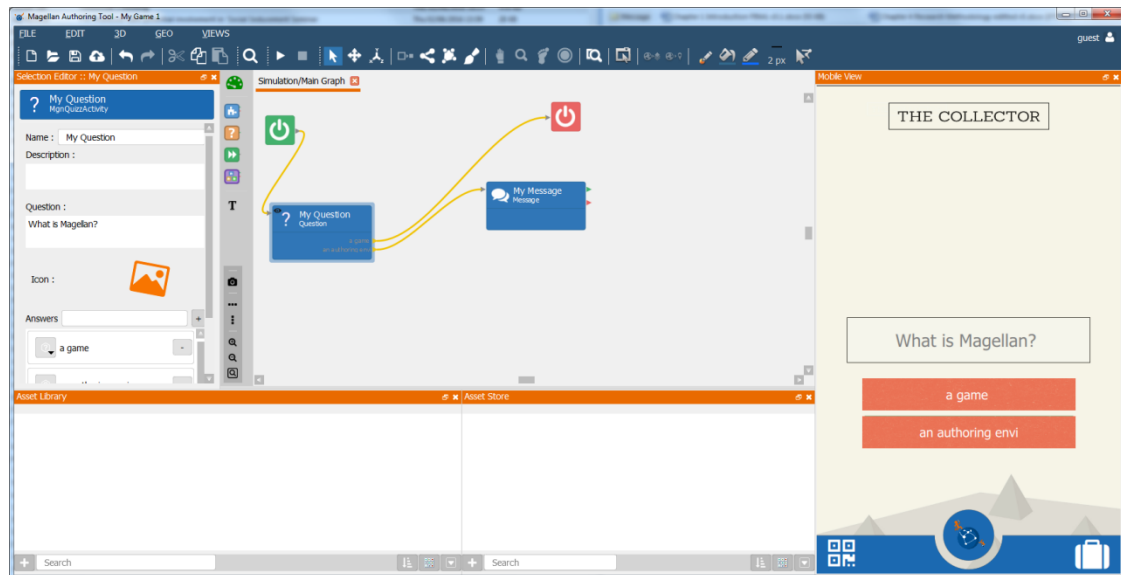 Magellan Authoring Tool - My Game 1
FILE EDIT 3D GEO VIEWS
guest
2 px
Selection Editor :: My Question
Simulation/Main Graph
Mobile View
My Question
MgnQuizzActivity
THE COLLECTOR
Name : My Question
Description :
My Message
Message
T
Question :
My Question
Question
What is Magellan?
a game
an authoring envi
Icon :
What is Magellan?
Answers
+
a game
-
a game
an authoring envi
Asset Library
Asset Store
Search
Search